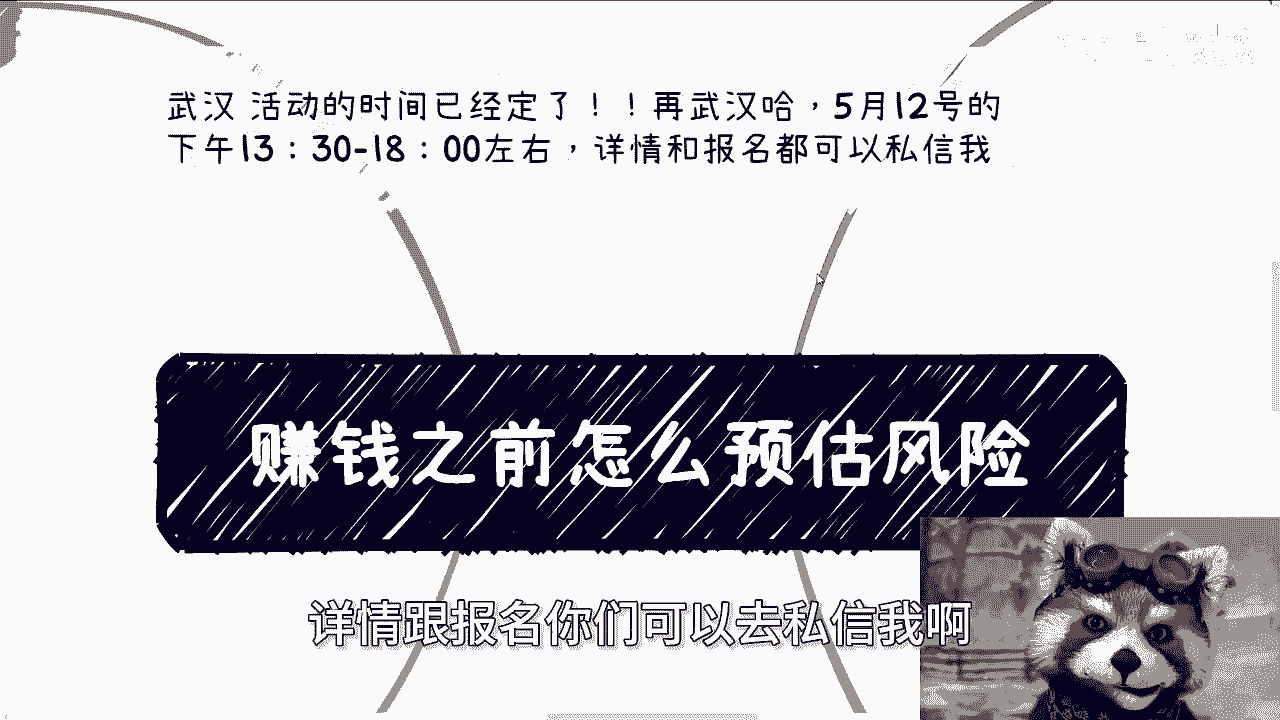 武汉 活动的时间已经定了！！再武汉哈，5月12号的
下午13：30-18：00左右，详情和报名都可以私信我
赚钱之前怎么预估风险
详情跟报名你们可以去私信我啊